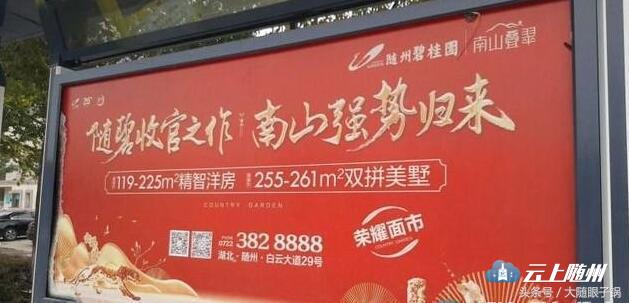 随州碧桂园 南山叠翠
随碧收官之作 南山强势归来
119-225m²精智洋房 255-261m²双拼美墅
COUNTRY GARDEN
0722 382 8888
湖北·随州·白云大道29号
荣耀面市
COUNTRY GARDEN
云上随州
头条号/大随眼子锅